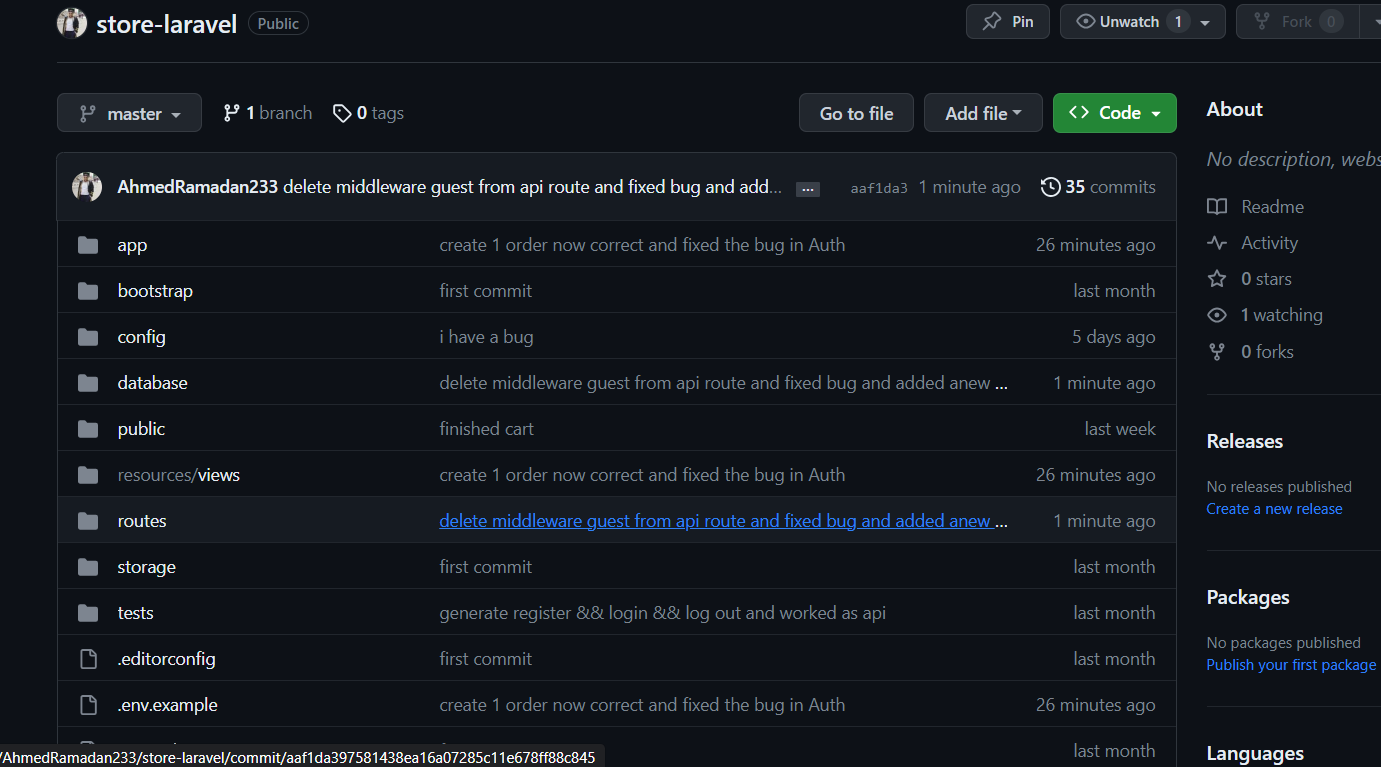 store-laravel Public Pin Unwatch 1 Fork 0
master 1 branch 0 tags Go to file Add file Code
AhmedRamadan233 delete middleware guest from api route and fixed bug and add... ... aaf1da3 1 minute ago 35 commits
app create 1 order now correct and fixed the bug in Auth 26 minutes ago
bootstrap first commit last month
config i have a bug 5 days ago
database delete middleware guest from api route and fixed bug and added anew ... 1 minute ago
public finished cart last week
resources/views create 1 order now correct and fixed the bug in Auth 26 minutes ago
routes delete middleware guest from api route and fixed bug and added anew ... 1 minute ago
storage first commit last month
tests generate register && login && log out and worked as api last month
.editorconfig first commit last month
.env.example create 1 order now correct and fixed the bug in Auth 26 minutes ago
last month
/AhmedRamadan233/store-laravel/commit/aaf1da397581438ea16a07285c11e678ff88c845
About
No description, webs
Readme
Activity
0 stars
1 watching
0 forks
Releases
No releases published
Create a new release
Packages
No packages published
Publish your first package
Languages